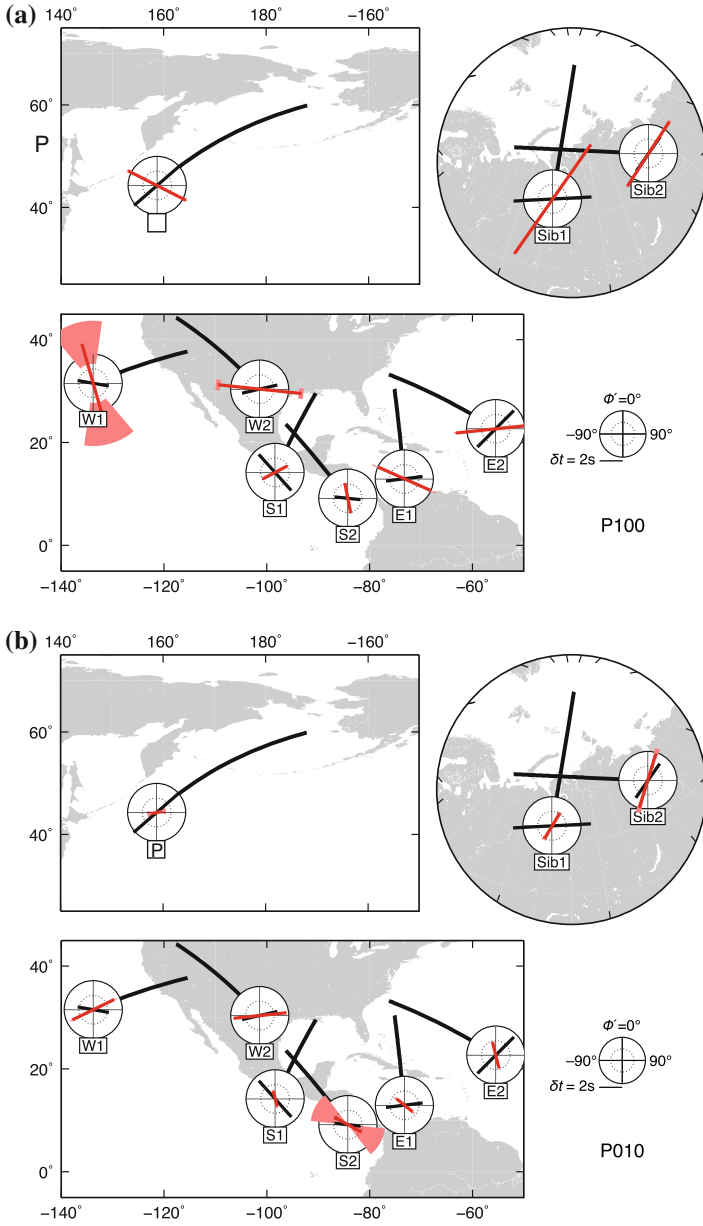 (a)
140˚ 160˚ 180˚ −160˚
60˚
40˚
P
Sib1
Sib2
40˚
20˚
0˚
W1
W2
S1
S2
E1
E2
−140˚ −120˚ −100˚ −80˚ −60˚
Φ′=0°
−90° 90°
δt = 2s
P100
(b)
140˚ 160˚ 180˚ −160˚
60˚
40˚
P
Sib1
Sib2
40˚
20˚
0˚
W1
W2
S1
S2
E1
E2
−140˚ −120˚ −100˚ −80˚ −60˚
Φ′=0°
−90° 90°
δt = 2s
P010